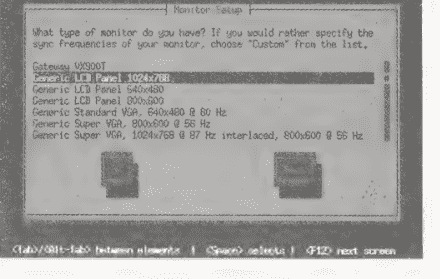 Monitor Setup
What type of monitor do you have? If you would rather specify the
sync frequencies of your monitor, choose "Custom" from the list.
Gateway VX900T
Generic LCD Panel 1024x768
Generic LCD Panel 640x480
Generic LCD Panel 800x600
Generic Standard VGA, 640x480 @ 60 Hz
Generic Super VGA, 800x600 @ 56 Hz
Generic Super VGA, 1024x768 @ 87 Hz interlaced, 800x600 @ 56 Hz
<Tab>/<Alt-Tab> between elements | <Space> selects | <F12> next screen